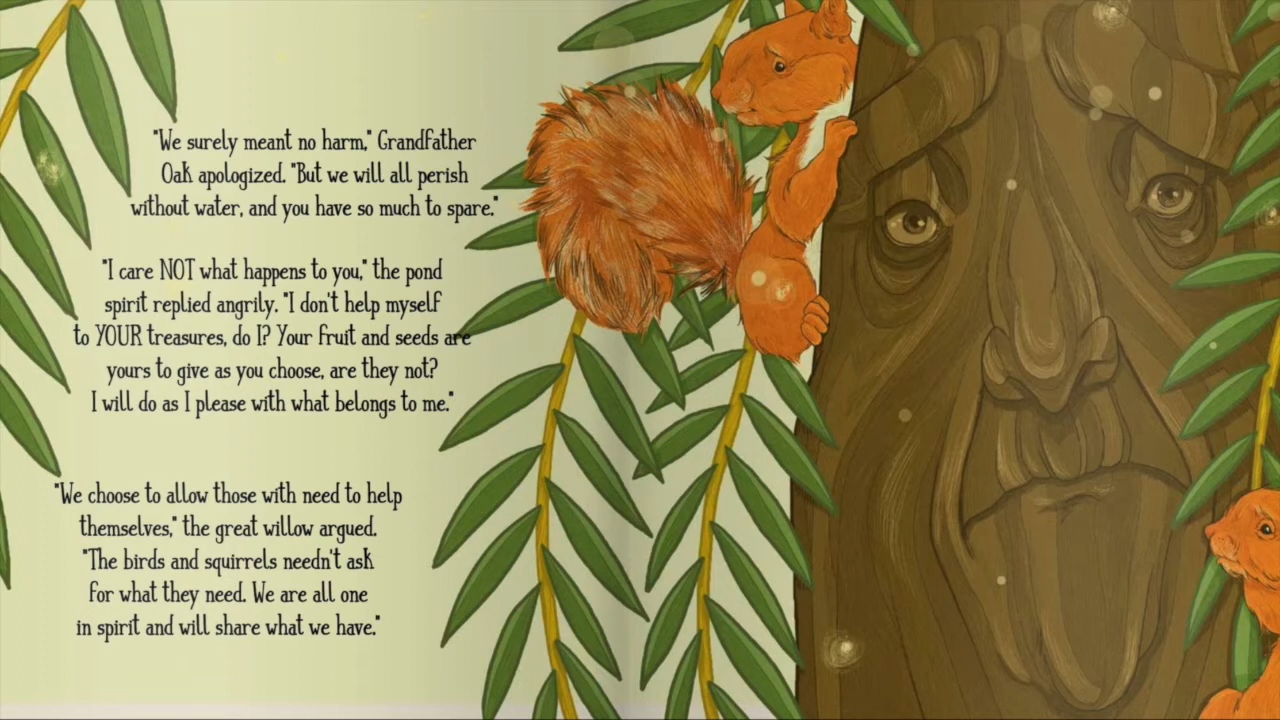 "We surely meant no harm," Grandfather
Oak apologized. "But we will all perish
without water, and you have so much to spare."
"I care NOT what happens to you," the pond
spirit replied angrily. "I don't help myself
to YOUR treasures, do I? Your fruit and seeds are
yours to give as you choose, are they not?
I will do as I please with what belongs to me."
"We choose to allow those with need to help
themselves," the great willow argued.
"The birds and squirrels needn't ask
for what they need. We are all one
in spirit and will share what we have."